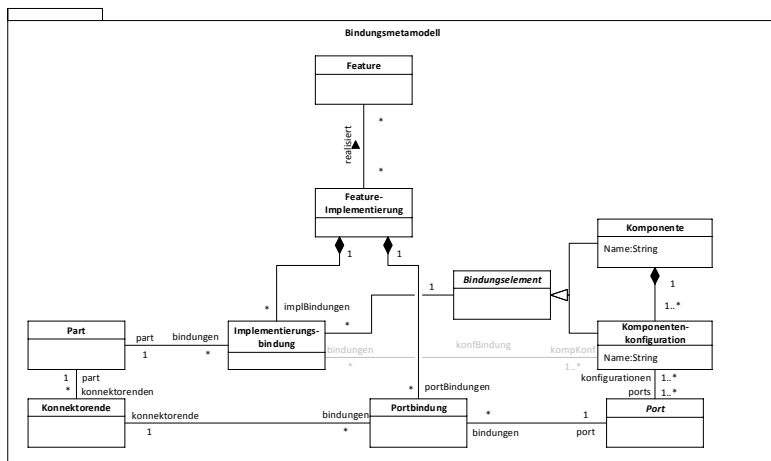 Bindungsmetamodell
Feature
*
realisiert
*
Feature-
Implementierung
1
1
Komponente
Name:String
Bindungselement
1
1
1..*
implBindungen
*
*
Part
part
bindungen
1
*
Implementierungs-
bindung
bindungen
konfBindung
kompKonf
*
1..*
Komponenten-
konfiguration
Name:String
1
part
*
konnektorenden
*
portBindungen
konfigurationen
1..*
ports
1..*
Konnektorende
konnektorende
bindungen
1
*
Portbindung
*
1
bindungen
port
Port